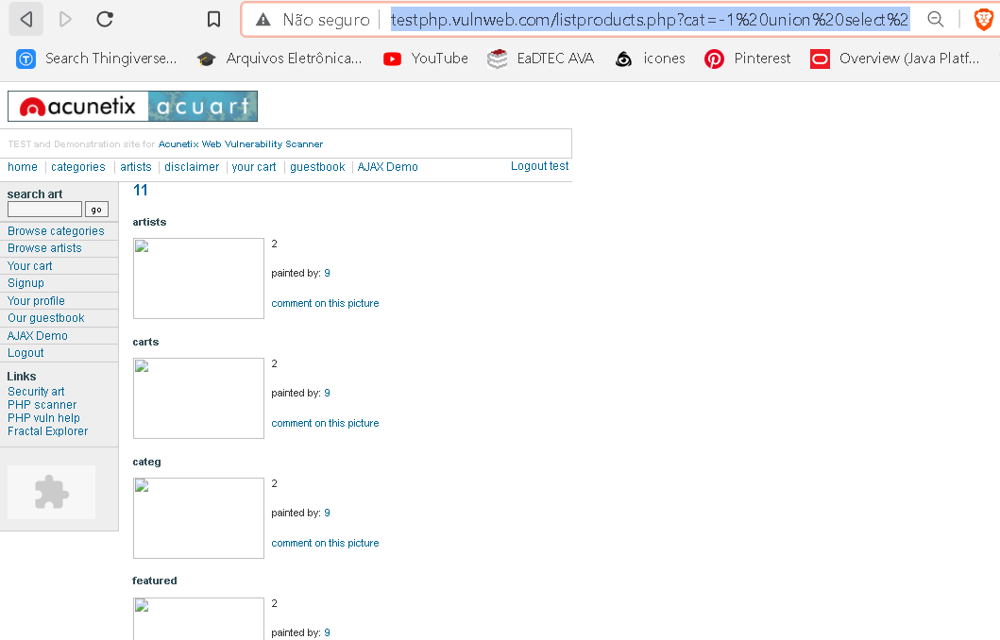 Não seguro testphp.vulnweb.com/listproducts.php?cat=-1%20union%20select%2
Search Thingiverse... Arquivos Eletrônica... YouTube EaDTEC AVA icones Pinterest Overview (Java Platf...
acunetix acuart
TEST and Demonstration site for Acunetix Web Vulnerability Scanner
home categories artists disclaimer your cart guestbook AJAX Demo Logout test
search art
go
Browse categories
Browse artists
Your cart
Signup
Your profile
Our guestbook
AJAX Demo
Logout
Links
Security art
PHP scanner
PHP vuln help
Fractal Explorer
11
artists
2
painted by: 9
comment on this picture
carts
2
painted by: 9
comment on this picture
categ
2
painted by: 9
comment on this picture
featured
2
painted by: 9